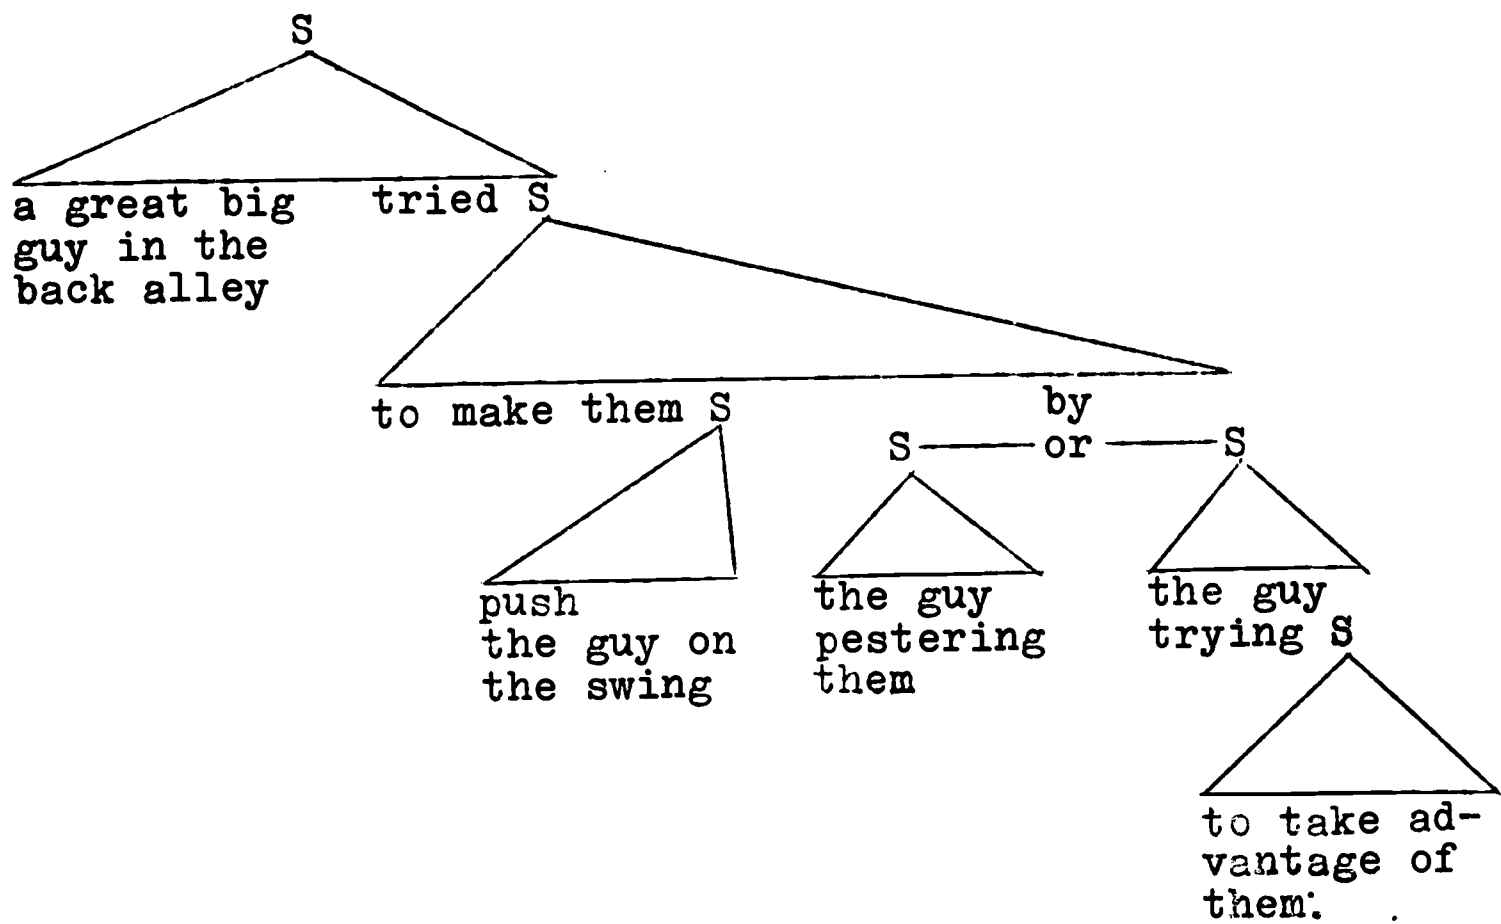 S
a great big tried S
guy in the
back alley
to make them S
by
S or S
push
the guy on
the swing
the guy
pestering
them
the guy
trying S
to take ad-
vantage of
them.